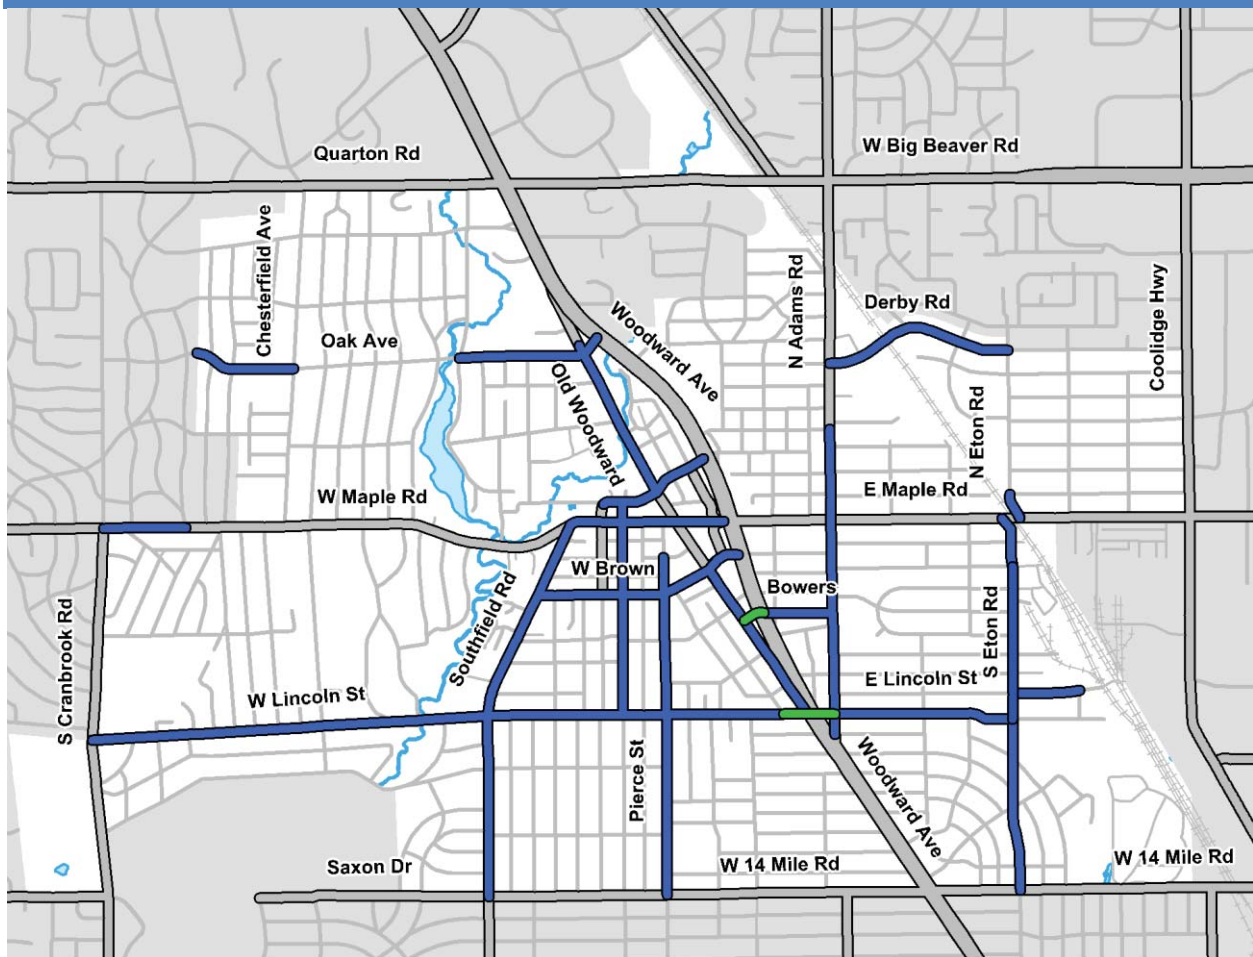 Quarton Rd
W Big Beaver Rd
Chesterfield Ave
Oak Ave
Woodward Ave
N Adams Rd
Derby Rd
Coolidge Hwy
Old Woodward
N Eton Rd
W Maple Rd
E Maple Rd
W Brown
Bowers
Southfield Rd
S Eton Rd
S Cranbrook Rd
W Lincoln St
E Lincoln St
Pierce St
Woodward Ave
Saxon Dr
W 14 Mile Rd
W 14 Mile Rd